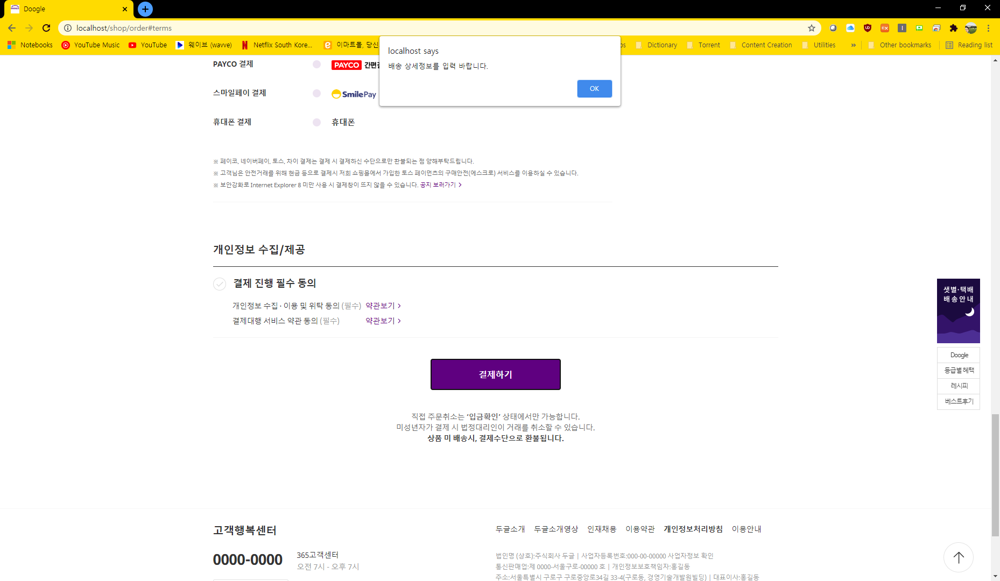 Doogle
localhost/shop/order#terms
Notebooks
YouTube Music
YouTube
웨이브 (wavve)
Netflix South Kore...
이마트몰, 당신
Dictionary
Torrent
Content Creation
Utilities
»
Other bookmarks
Reading list
localhost says
배송 상세정보를 입력 바랍니다.
OK
PAYCO 결제
PAYCO
스마일페이 결제
SmilePay
휴대폰 결제
휴대폰
※ 페이코, 네이버페이, 토스, 차이 결제는 결제 시 결제하신 수단으로만 환불되는 점 양해부탁드립니다.
※ 고객님은 안전거래를 위해 현금 등으로 결제시 저희 쇼핑몰에서 가입한 토스 페이먼츠의 구매안전(에스크로) 서비스를 이용하실 수 있습니다.
※ 보안강화로 Internet Explorer 8 미만 사용 시 결제창이 뜨지 않을 수 있습니다. 공지 보러가기 >
개인정보 수집/제공
결제 진행 필수 동의
개인정보 수집 · 이용 및 위탁 동의 (필수) 약관보기 >
결제대행 서비스 약관 동의 (필수) 약관보기 >
결제하기
직접 주문취소는 ‘입금확인’ 상태에서만 가능합니다.
미성년자가 결제 시 법정대리인이 거래를 취소할 수 있습니다.
상품 미 배송시, 결제수단으로 환불됩니다.
샛별·택배
배송안내
Doogle
등급별혜택
레시피
베스트후기
고객행복센터
0000-0000
365고객센터
오전 7시 - 오후 7시
두글소개 두글소개영상 인재채용 이용약관 개인정보처리방침 이용안내
법인명 (상호):주식회사 두글 | 사업자등록번호:000-00-00000 사업자정보 확인
통신판매업:제 0000-서울구로-00000 호 | 개인정보보호책임자:홍길동
주소:서울특별시 구로구 구로중앙로34길 33-4(구로동, 경영기술개발원빌딩) | 대표이사:홍길동